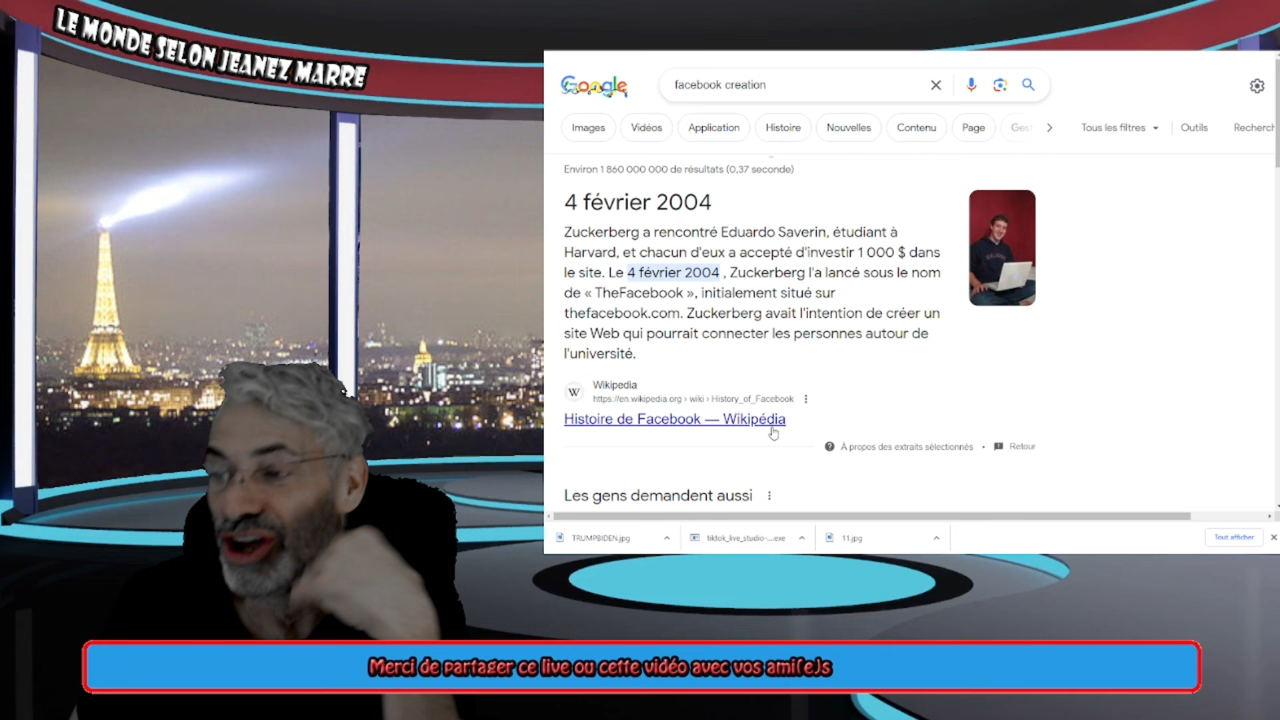 LE MONDE SELON JEANEZ MARRE
Google
facebook creation
Images
Vidéos
Application
Histoire
Nouvelles
Contenu
Page
Tous les filtres
Outils
Recherch
Environ 1 860 000 000 de résultats (0,37 seconde)
4 février 2004
Zuckerberg a rencontré Eduardo Saverin, étudiant à
Harvard, et chacun d'eux a accepté d'investir 1 000 $ dans
le site. Le 4 février 2004 , Zuckerberg l'a lancé sous le nom
de « TheFacebook », initialement situé sur
thefacebook.com. Zuckerberg avait l'intention de créer un
site Web qui pourrait connecter les personnes autour de
l'université.
W
Wikipedia
https://en.wikipedia.org › wiki › History_of_Facebook
Histoire de Facebook — Wikipédia
À propos des extraits sélectionnés • Retour
Les gens demandent aussi
TRUMPBIDEN.jpg
tiktok_live_studio-...exe
11.jpg
Tout afficher
Merci de partager ce live ou cette vidéo avec vos ami(e)s